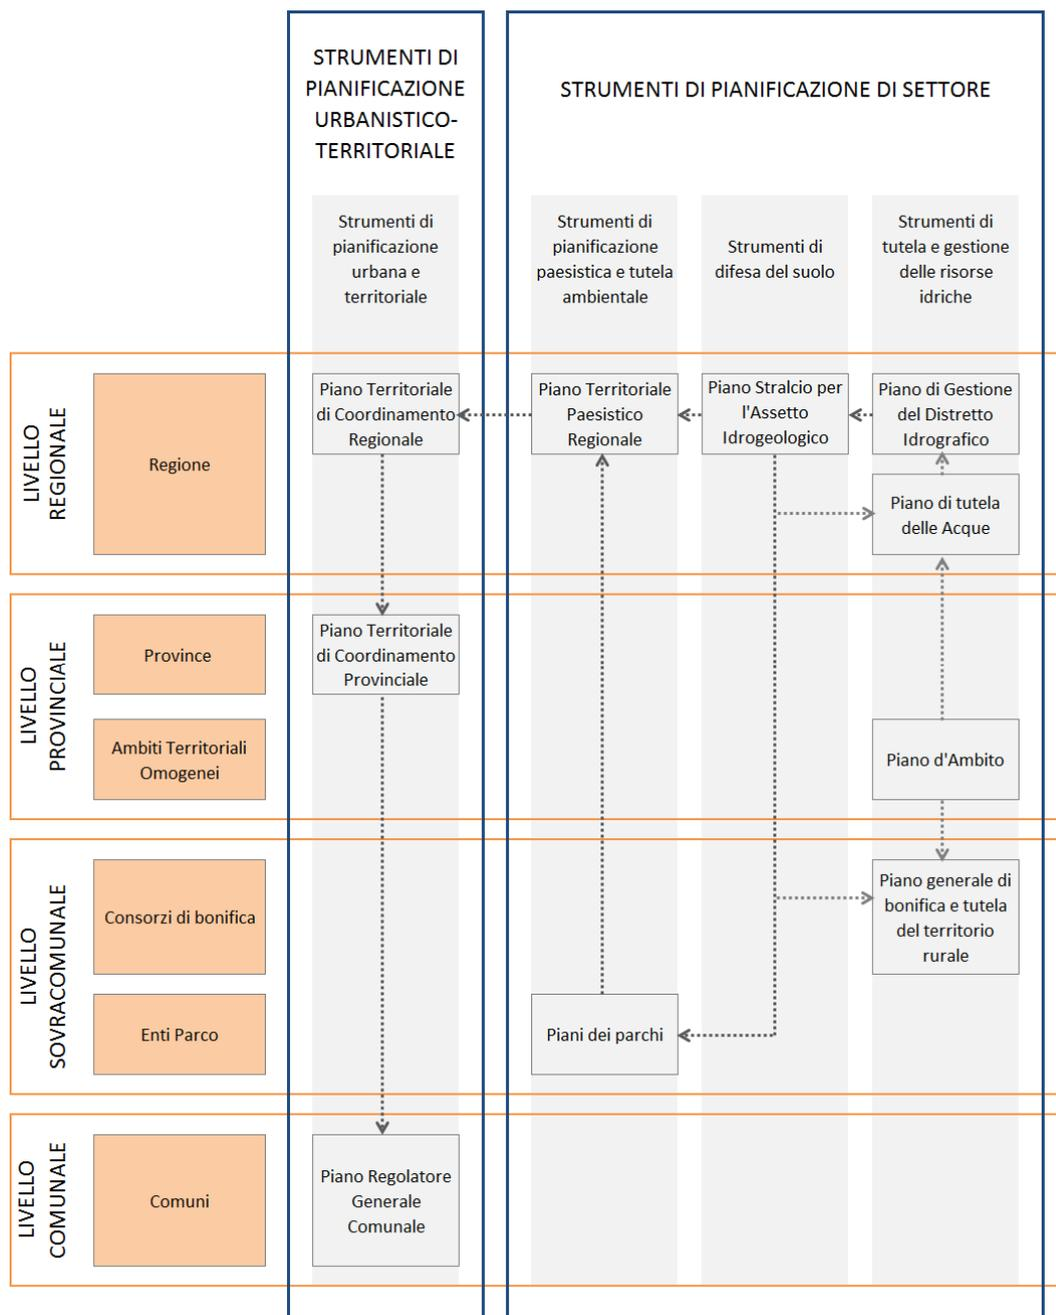 STRUMENTI DI
PIANIFICAZIONE
URBANISTICO-
TERRITORIALE
STRUMENTI DI PIANIFICAZIONE DI SETTORE
Strumenti di
pianificazione
urbana e
territoriale
Strumenti di
pianificazione
paesistica e tutela
ambientale
Strumenti di
difesa del suolo
Strumenti di
tutela e gestione
delle risorse
idriche
LIVELLO
REGIONALE
Regione
Piano Territoriale
di Coordinamento
Regionale
Piano Territoriale
Paesistico
Regionale
Piano Stralcio per
l'Assetto
Idrogeologico
Piano di Gestione
del Distretto
Idrografico
Piano di tutela
delle Acque
LIVELLO
PROVINCIALE
Province
Piano Territoriale
di Coordinamento
Provinciale
Ambiti Territoriali
Omogenei
Piano d'Ambito
LIVELLO
SOVRACOMUNALE
Consorzi di bonifica
Piano generale di
bonifica e tutela
del territorio
rurale
Enti Parco
Piani dei parchi
LIVELLO
COMUNALE
Comuni
Piano Regolatore
Generale
Comunale